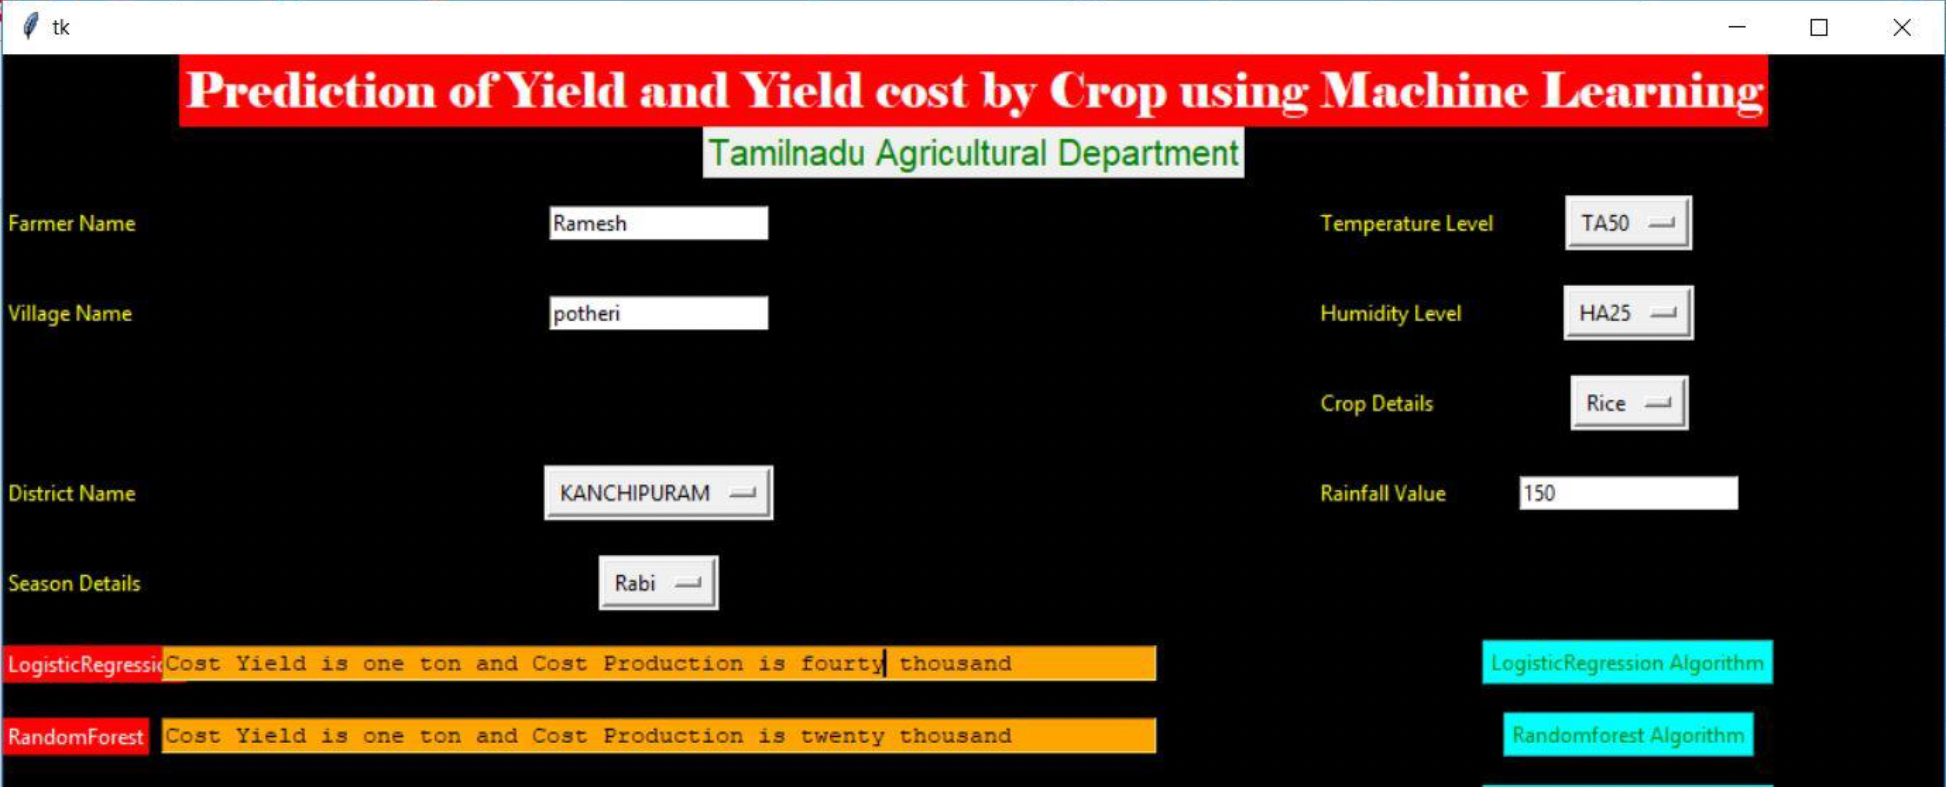 tk
Prediction of Yield and Yield cost by Crop using Machine Learning
Tamilnadu Agricultural Department
Farmer Name Ramesh Temperature Level TA50
Village Name potheri Humidity Level HA25
Crop Details Rice
District Name KANCHIPURAM Rainfall Value 150
Season Details Rabi
LogisticRegressic Cost Yield is one ton and Cost Production is fourty thousand LogisticRegression Algorithm
RandomForest Cost Yield is one ton and Cost Production is twenty thousand Randomforest Algorithm